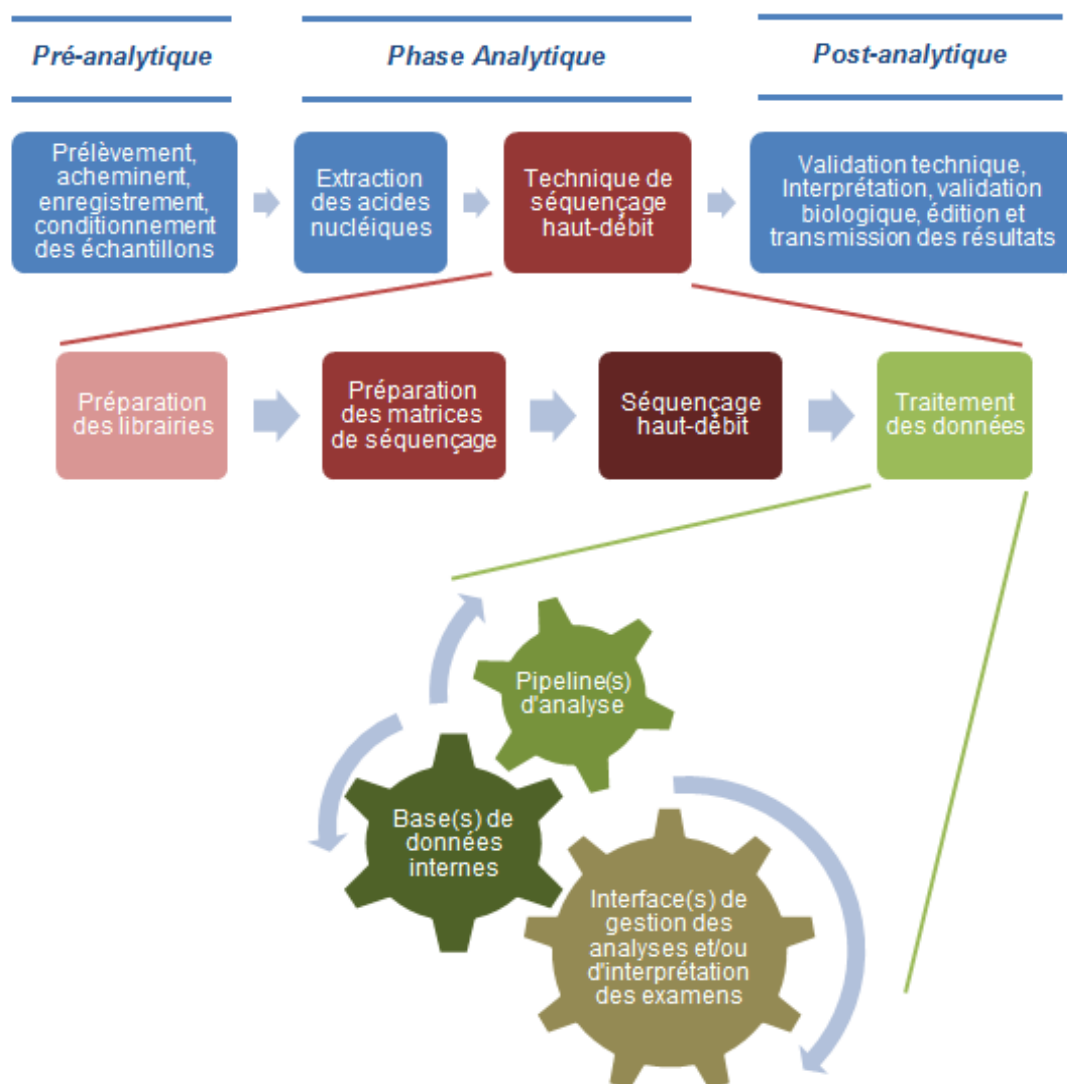 Pré-analytique
Phase Analytique
Post-analytique
Prélèvement,
acheminent,
enregistrement,
conditionnement
des échantillons
Extraction
des acides
nucléiques
Technique de
séquençage
haut-débit
Validation technique,
Interprétation, validation
biologique, édition et
transmission des résultats
Préparation
des librairies
Préparation
des matrices
de séquençage
Séquençage
haut-débit
Traitement
des données
Pipeline(s)
d'analyse
Base(s) de
données
internes
Interface(s) de
gestion des
analyses et/ou
d'interprétation
des examens